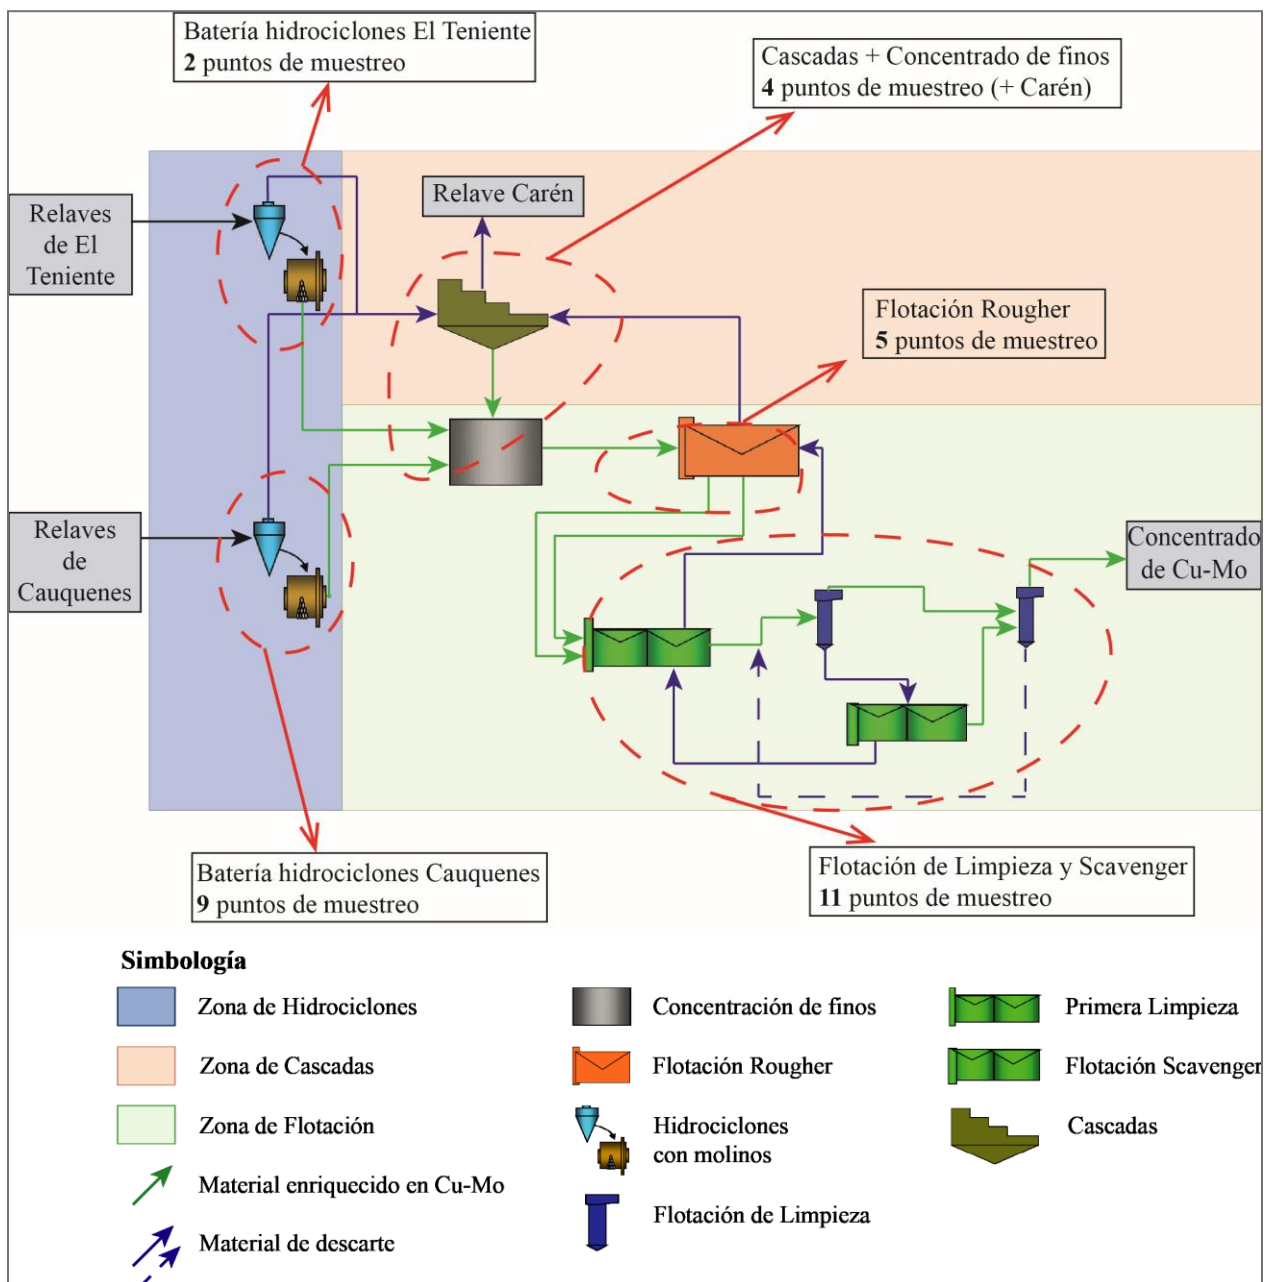 Batería hidrociclones El Teniente
2 puntos de muestreo
Cascadas + Concentrado de finos
4 puntos de muestreo (+ Carén)
Relaves
de El
Teniente
Relave Carén
Flotación Rougher
5 puntos de muestreo
Relaves
de
Cauquenes
Concentrado
de Cu-Mo
Batería hidrociclones Cauquenes
9 puntos de muestreo
Flotación de Limpieza y Scavenger
11 puntos de muestreo
Simbología
Zona de Hidrociclones
Zona de Cascadas
Zona de Flotación
Material enriquecido en Cu-Mo
Material de descarte
Concentración de finos
Flotación Rougher
Hidrociclones
con molinos
Flotación de Limpieza
Primera Limpieza
Flotación Scavenger
Cascadas